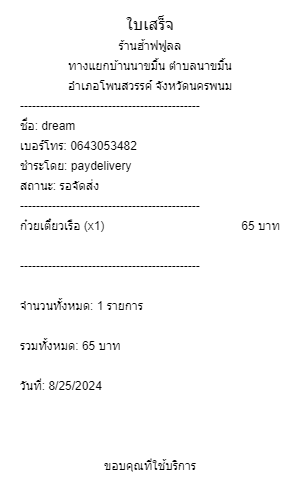 ใบเสร็จ
ร้านฮ้าฟฟูลล
ทางแยกบ้านนาขมิ้น ตำบลนาขมิ้น
อำเภอโพนสวรรค์ จังหวัดนครพนม
---------------------------------------------
ชื่อ: dream
เบอร์โทร: 0643053482
ชำระโดย: paydelivery
สถานะ: รอจัดส่ง
---------------------------------------------
ก๋วยเตี๋ยวเรือ (x1) 65 บาท
---------------------------------------------
จำนวนทั้งหมด: 1 รายการ
รวมทั้งหมด: 65 บาท
วันที่: 8/25/2024
ขอบคุณที่ใช้บริการ